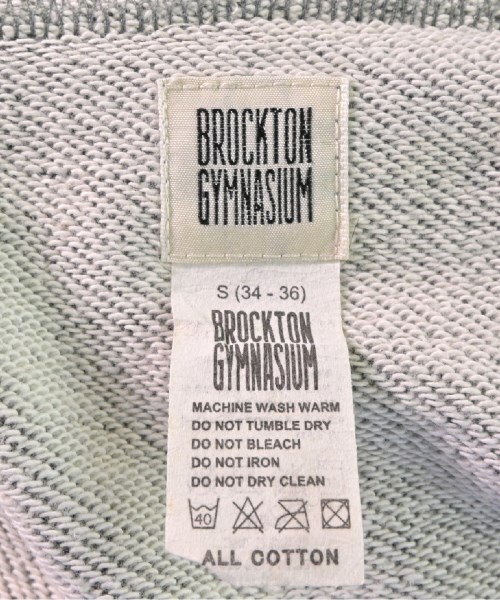 BROCKTON
GYMNASIUM
S (34 - 36)
BROCKTON
GYMNASIUM
MACHINE WASH WARM
DO NOT TUMBLE DRY
DO NOT BLEACH
DO NOT IRON
DO NOT DRY CLEAN
40
ALL COTTON